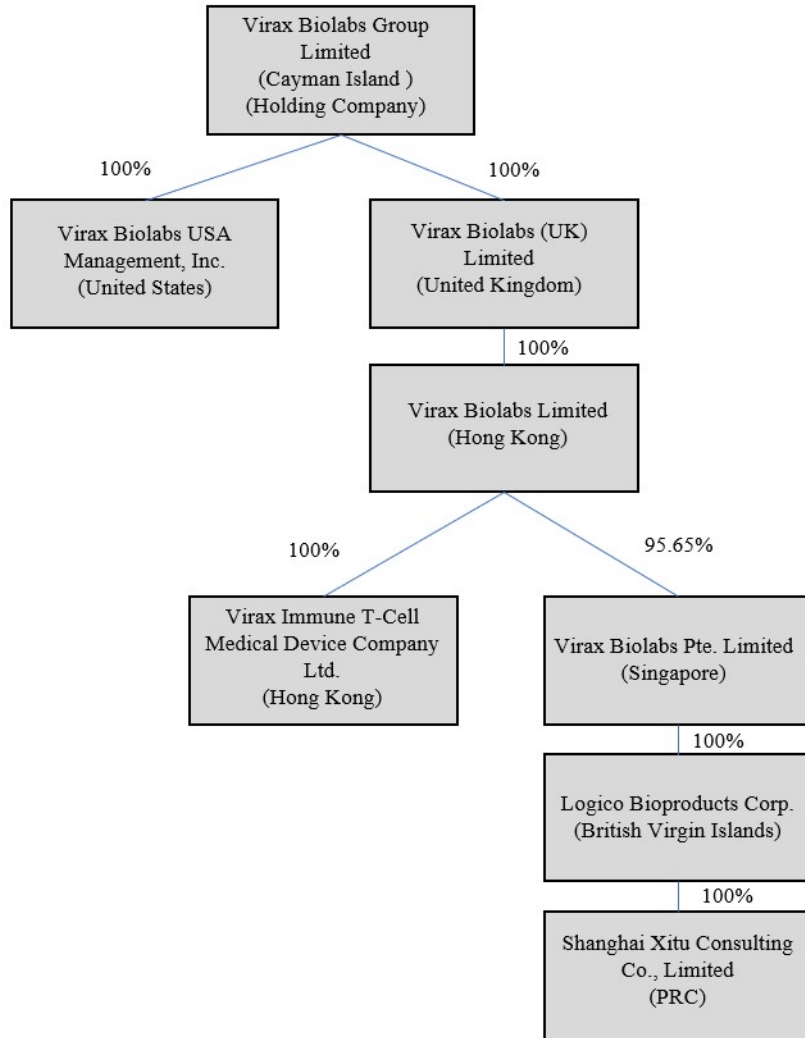 Virax Biolabs Group
Limited
(Cayman Island )
(Holding Company)
100%
100%
Virax Biolabs USA
Management, Inc.
(United States)
Virax Biolabs (UK)
Limited
(United Kingdom)
100%
Virax Biolabs Limited
(Hong Kong)
100%
95.65%
Virax Immune T-Cell
Medical Device Company
Ltd.
(Hong Kong)
Virax Biolabs Pte. Limited
(Singapore)
100%
Logico Bioproducts Corp.
(British Virgin Islands)
100%
Shanghai Xitu Consulting
Co., Limited
(PRC)